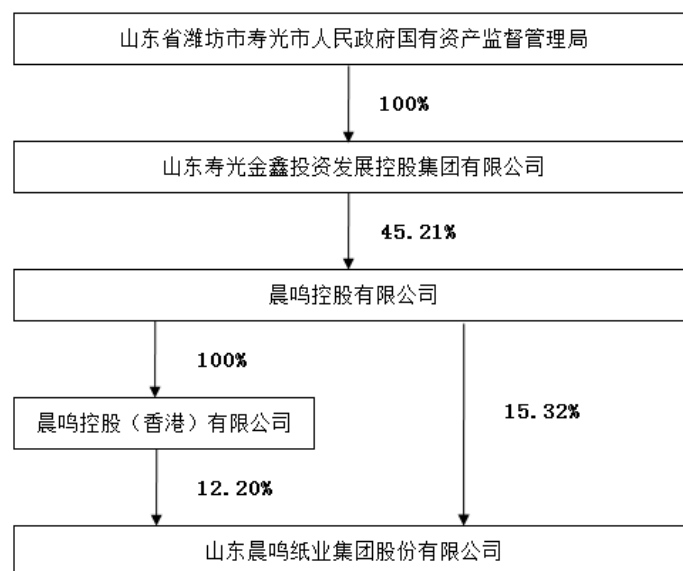 山东省潍坊市寿光市人民政府国有资产监督管理局
100%
山东寿光金鑫投资发展控股集团有限公司
45.21%
晨鸣控股有限公司
100%
15.32%
晨鸣控股（香港）有限公司
12.20%
山东晨鸣纸业集团股份有限公司